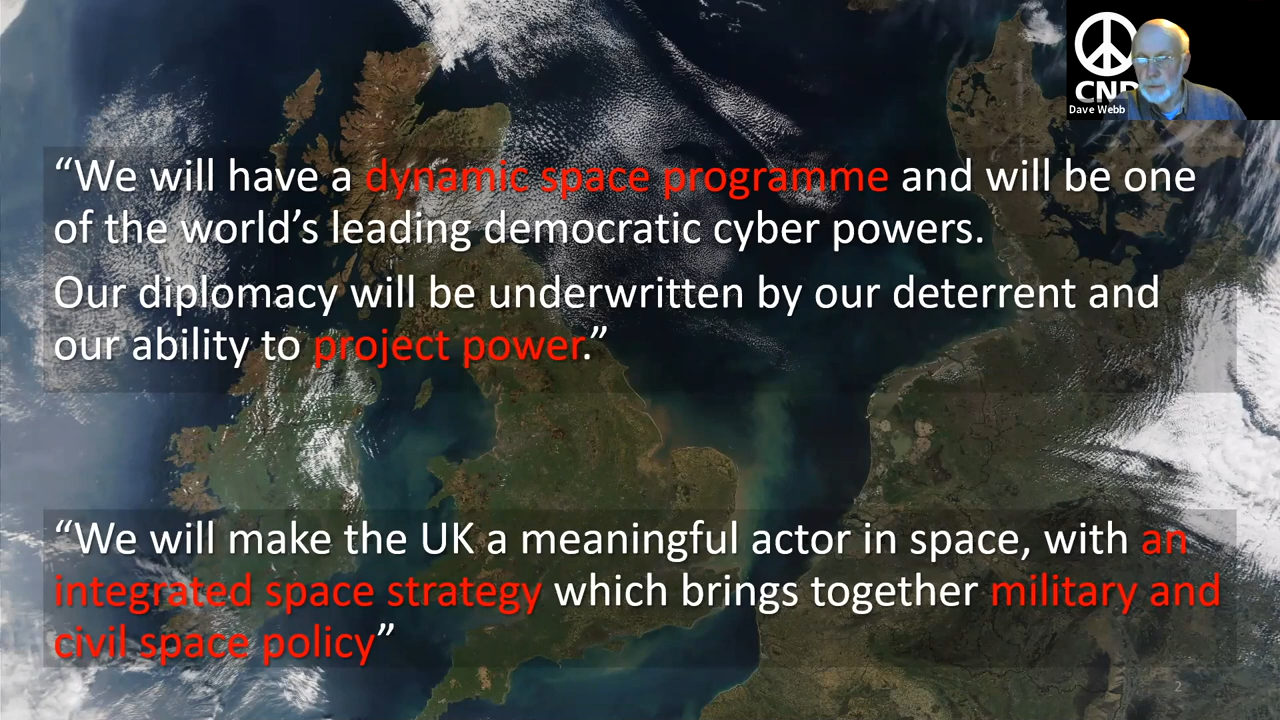 CND
Dave Webb
“We will have a dynamic space programme and will be one
of the world’s leading democratic cyber powers.
Our diplomacy will be underwritten by our deterrent and
our ability to project power.”
“We will make the UK a meaningful actor in space, with an
integrated space strategy which brings together military and
civil space policy”
2